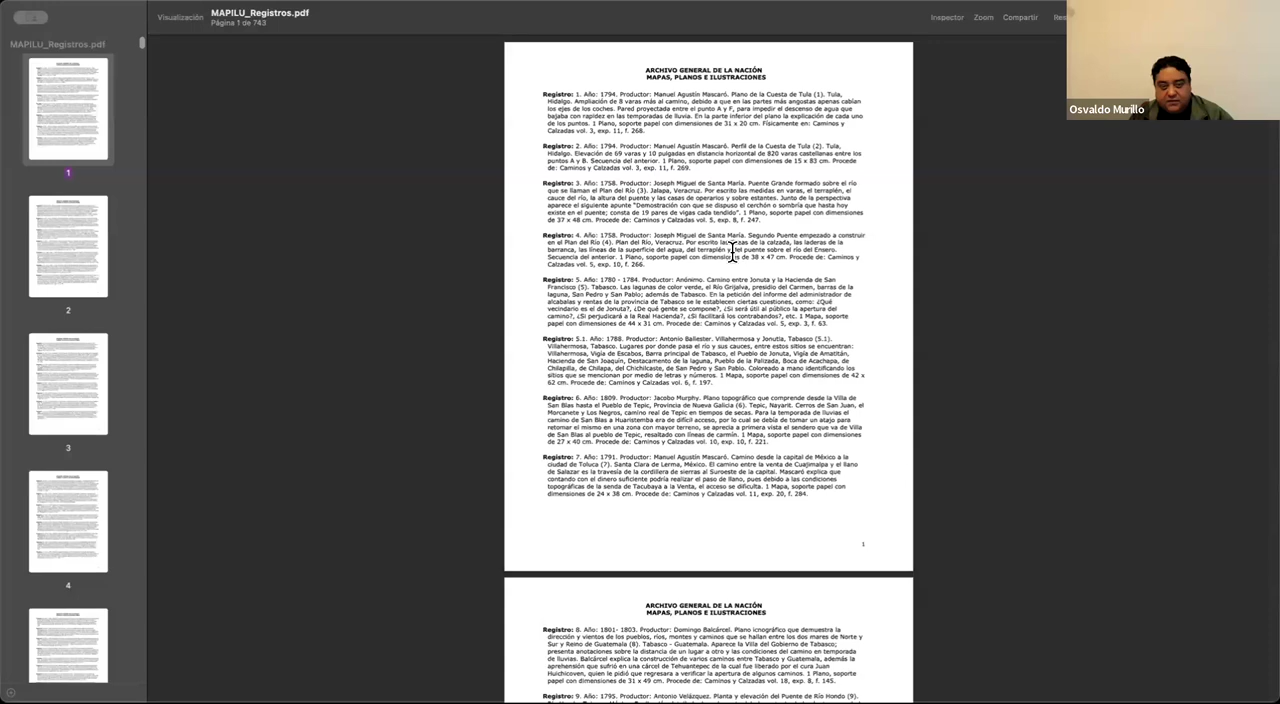 Visualización
MAPILU_Registros.pdf
Página 1 de 743
Inspector
Zoom
Compartir
MAPILU_Registros.pdf
1
2
3
4
Osvaldo Murillo
ARCHIVO GENERAL DE LA NACIÓN
MAPAS, PLANOS E ILUSTRACIONES
Registro: 1. Año: 1794. Productor: Manuel Agustín Mascaró. Plano de la Cuesta de Tula (1). Tula,
Hidalgo. Ampliación de 8 varas más al camino, debido a que en las partes más angostas apenas cabían
los ejes de los coches. Pared proyectada entre el punto A y F, para impedir el descenso de agua que
bajaba con rapidez en las temporadas de lluvia. En la parte inferior del plano la explicación de cada uno
de los puntos. 1 Plano, soporte papel con dimensiones de 31 x 20 cm. Físicamente en: Caminos y
Calzadas vol. 3, exp. 11, f. 268.
Registro: 2. Año: 1794. Productor: Manuel Agustín Mascaró. Perfil de la Cuesta de Tula (2). Tula,
Hidalgo. Elevación de 69 varas y 10 pulgadas en distancia horizontal de 820 varas castellanas entre los
puntos A y B. Secuencia del anterior. 1 Plano, soporte papel con dimensiones de 15 x 83 cm. Procede
de: Caminos y Calzadas vol. 3, exp. 11, f. 269.
Registro: 3. Año: 1758. Productor: Joseph Miguel de Santa María. Puente Grande formado sobre el río
que se llaman el Plan del Río (3). Jalapa, Veracruz. Por escrito las medidas en varas, el terraplén, el
cauce del río, la altura del puente y las casas de operarios y sobre estantes. Junto de la perspectiva
aparece el siguiente apunte "Demostración con que se dispuso el cerchón o sombría que hasta hoy
existe en el puente; consta de 19 pares de vigas cada tendido". 1 Plano, soporte papel con dimensiones
de 37 x 48 cm. Procede de: Caminos y Calzadas vol. 5, exp. 8, f. 247.
Registro: 4. Año: 1758. Productor: Joseph Miguel de Santa María. Segundo Puente empezado a construir
en el Plan del Río (4). Plan del Río, Veracruz. Por escrito las áreas de la calzada, las laderas de la
barranca, las líneas de la superficie del agua, del terraplén y del puente sobre el río del Ensero.
Secuencia del anterior. 1 Plano, soporte papel con dimensiones de 38 x 47 cm. Procede de: Caminos y
Calzadas vol. 5, exp. 10, f. 266.
Registro: 5. Año: 1780 - 1784. Productor: Anónimo. Camino entre Jonuta y la Hacienda de San
Francisco (5). Tabasco. Las lagunas de color verde, el Río Grijalva, presidio del Carmen, barras de la
laguna, San Pedro y San Pablo; además de Tabasco. En la petición del informe del administrador de
alcabalas y rentas de la provincia de Tabasco se le establecen ciertas cuestiones, como: ¿Qué
vecindario es el de Jonuta?, ¿De qué gente se compone?, ¿Si será útil al público la apertura del
camino?, ¿Si perjudicará a la Real Hacienda?, ¿Si facilitará los contrabandos?, etc. 1 Mapa, soporte
papel con dimensiones de 44 x 31 cm. Procede de: Caminos y Calzadas vol. 5, exp. 3, f. 63.
Registro: 5.1. Año: 1788. Productor: Antonio Ballester. Villahermosa y Jonutla, Tabasco (5.1).
Villahermosa, Tabasco. Lugares por donde pasa el río y sus cauces, entre estos sitios se encuentran:
Villahermosa, Vigía de Escabos, Barra principal de Tabasco, el Pueblo de Jonuta, Vigía de Amatitán,
Hacienda de San Joaquín, Destacamento de la laguna, Pueblo de la Palizada, Boca de Acachapa, de
Chilapilla, de Chilapa, del Chichilcaste, de San Pedro y San Pablo. Coloreado a mano identificando los
sitios que se mencionan por medio de letras y números. 1 Mapa, soporte papel con dimensiones de 42 x
62 cm. Procede de: Caminos y Calzadas vol. 6, f. 197.
Registro: 6. Año: 1809. Productor: Jacobo Murphy. Plano topográfico que comprende desde la Villa de
San Blas hasta el Pueblo de Tepic, Provincia de Nueva Galicia (6). Tepic, Nayarit. Cerros de San Juan, el
Morcanete y Los Negros, camino real de Tepic en tiempos de secas. Para la temporada de lluvias el
camino de San Blas a Huaristemba era de difícil acceso, por lo cual se debía de tomar un atajo para
retomar el mismo en una zona con mayor terreno, se aprecia a primera vista el sendero que va de Villa
de San Blas al pueblo de Tepic, resaltado con líneas de carmín. 1 Mapa, soporte papel con dimensiones
de 27 x 40 cm. Procede de: Caminos y Calzadas vol. 10, exp. 10, f. 221.
Registro: 7. Año: 1791. Productor: Manuel Agustín Mascaró. Camino desde la capital de México a la
ciudad de Toluca (7). Santa Clara de Lerma, México. El camino entre la venta de Cuajimalpa y el llano
de Salazar es la travesía de la cordillera de sierras al Suroeste de la capital. Mascaró explica que
contando con el dinero suficiente podría realizar el paso de llano, pues debido a las condiciones
topográficas de la senda de Tacubaya a la Venta, el acceso se dificulta. 1 Mapa, soporte papel con
dimensiones de 24 x 38 cm. Procede de: Caminos y Calzadas vol. 11, exp. 20, f. 284.
1
ARCHIVO GENERAL DE LA NACIÓN
MAPAS, PLANOS E ILUSTRACIONES
Registro: 8. Año: 1801- 1803. Productor: Domingo Balcárcel. Plano icnográfico que demuestra la
dirección y vientos de los pueblos, ríos, montes y caminos que se hallan entre los dos mares de Norte y
Sur y Reino de Guatemala (8). Tabasco - Guatemala. Aparece la Villa del Gobierno de Tabasco;
presenta anotaciones sobre la distancia de un lugar a otro y las condiciones del camino en temporada
de lluvias. Balcárcel explica la construcción de varios caminos entre Tabasco y Guatemala, además la
aprehensión que sufrió en una cárcel de Tehuantepec de la cual fue liberado por el cura Juan
Huichicoven, quien le pidió que regresara a verificar la apertura de algunos caminos. 1 Plano, soporte
papel con dimensiones de 31 x 49 cm. Procede de: Caminos y Calzadas vol. 18, exp. 8, f. 145.
Registro: 9. Año: 1795. Productor: Antonio Velázquez. Planta y elevación del Puente de Río Hondo (9).